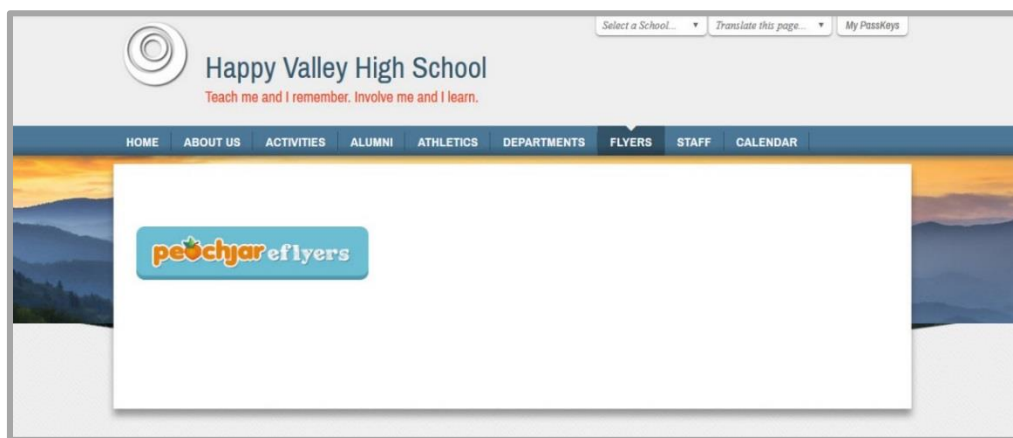 Select a School... Translate this page... My PassKeys
Happy Valley High School
Teach me and I remember. Involve me and I learn.
HOME ABOUT US ACTIVITIES ALUMNI ATHLETICS DEPARTMENTS FLYERS STAFF CALENDAR
peachjar eflyers